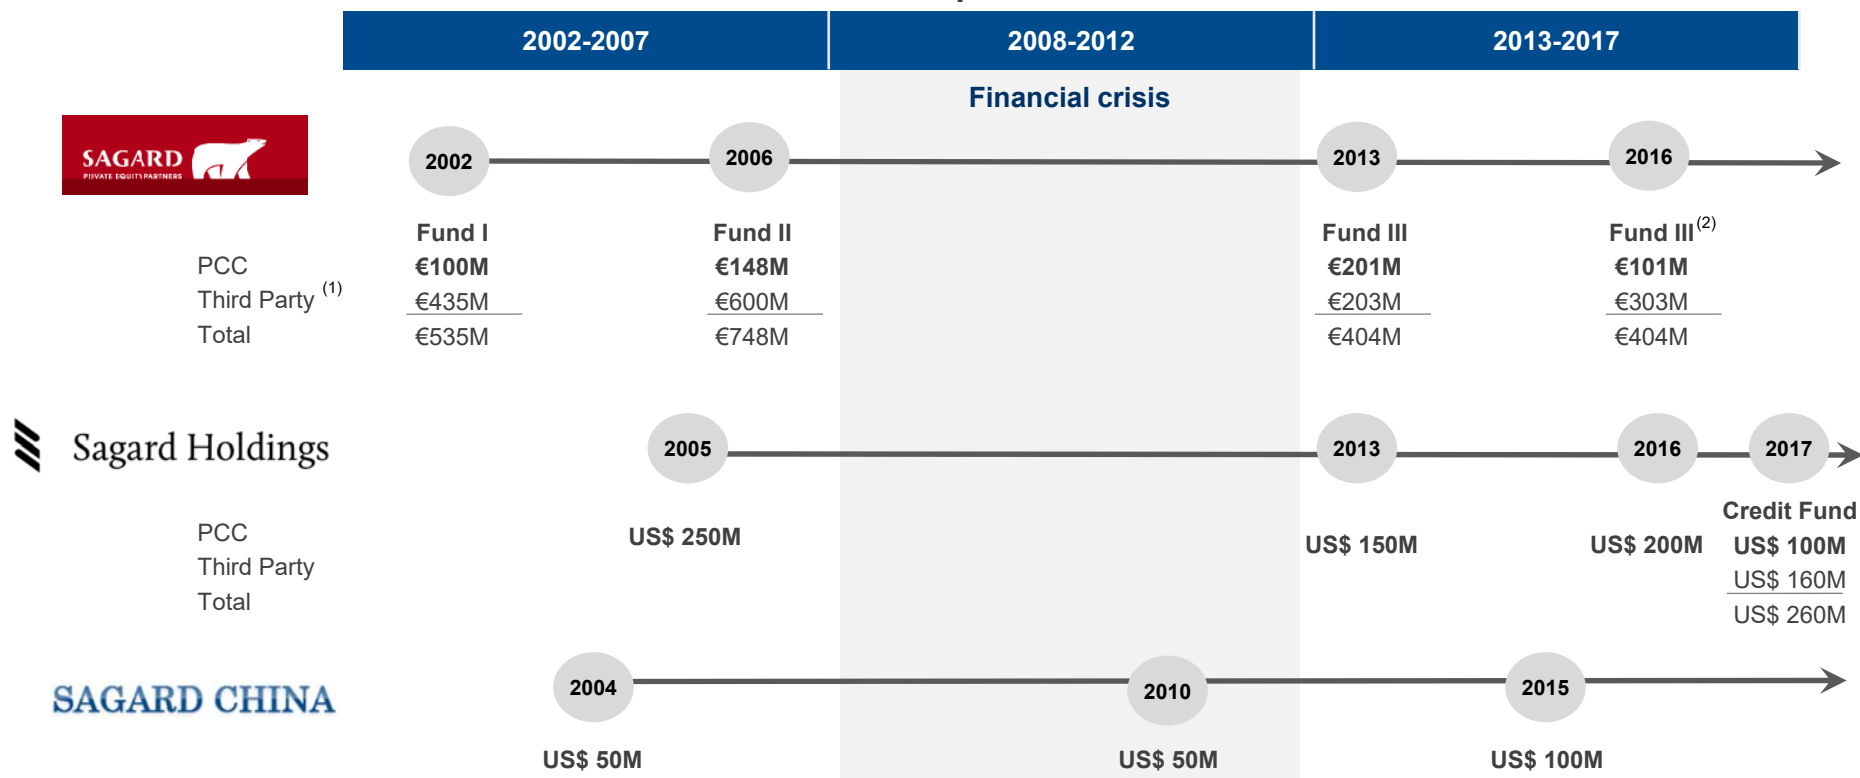 2002-2007 2008-2012 2013-2017
Financial crisis
SAGARD
PRIVATE EQUITY PARTNERS
2002 2006 2013 2016
Fund I Fund II Fund III Fund III(2)
PCC €100M €148M €201M €101M
Third Party (1) €435M €600M €203M €303M
Total €535M €748M €404M €404M
Sagard Holdings
2005 2013 2016 2017
Credit Fund
PCC US$ 250M US$ 150M US$ 200M US$ 100M
Third Party US$ 160M
Total US$ 260M
SAGARD CHINA
2004 2010 2015
US$ 50M US$ 50M US$ 100M